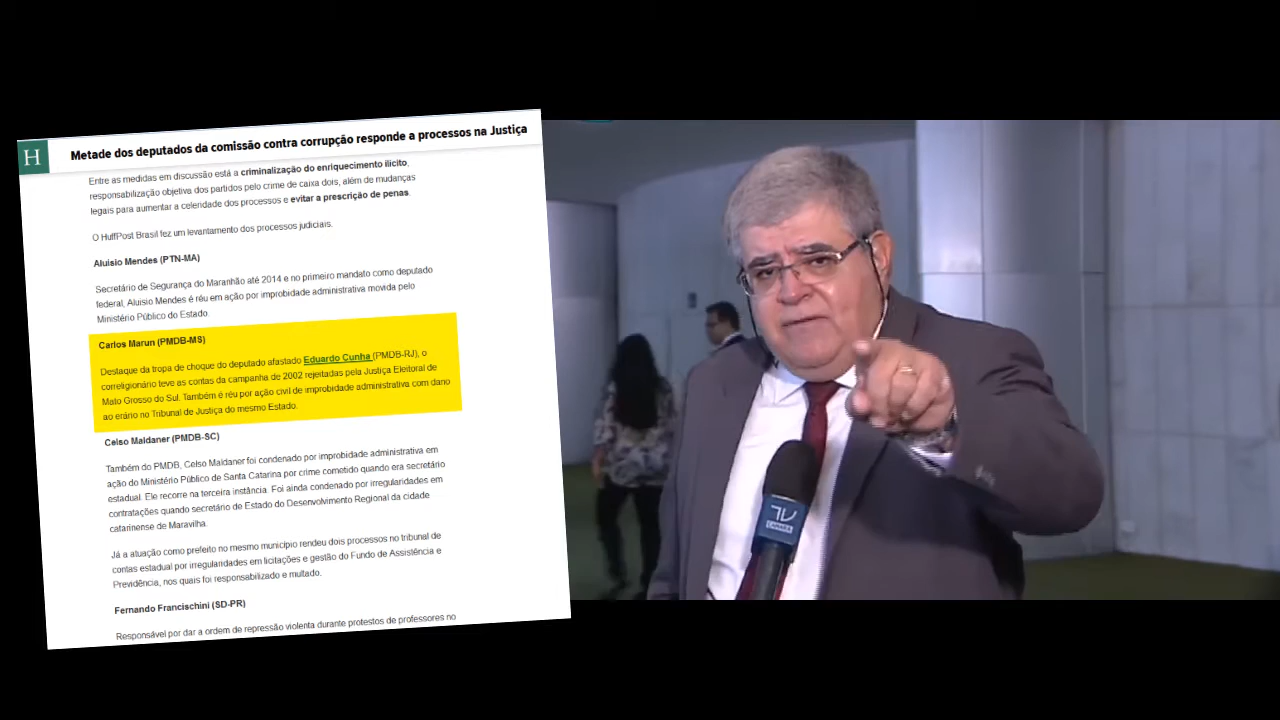 H
Metade dos deputados da comissão contra corrupção responde a processos na Justiça
Entre as medidas em discussão está a criminalização do enriquecimento ilícito,
responsabilização objetiva dos partidos pelo crime de caixa dois, além de mudanças
legais para aumentar a celeridade dos processos e evitar a prescrição de penas.
O HuffPost Brasil fez um levantamento dos processos judiciais.
Aluisio Mendes (PTN-MA)
Secretário de Segurança do Maranhão até 2014 e no primeiro mandato como deputado
federal, Aluisio Mendes é réu em ação por improbidade administrativa movida pelo
Ministério Público do Estado.
Carlos Marun (PMDB-MS)
Destaque da tropa de choque do deputado afastado Eduardo Cunha (PMDB-RJ), o
correligionário teve as contas da campanha de 2002 rejeitadas pela Justiça Eleitoral de
Mato Grosso do Sul. Também é réu por ação civil de improbidade administrativa com dano
ao erário no Tribunal de Justiça do mesmo Estado.
Celso Maldaner (PMDB-SC)
Também do PMDB, Celso Maldaner foi condenado por improbidade administrativa em
ação do Ministério Público de Santa Catarina por crime cometido quando era secretário
estadual. Ele recorre na terceira instância. Foi ainda condenado por irregularidades em
contratações quando secretário de Estado do Desenvolvimento Regional da cidade
catarinense de Maravilha.
Já a atuação como prefeito no mesmo município rendeu dois processos no tribunal de
contas estadual por irregularidades em licitações e gestão do Fundo de Assistência e
Previdência, nos quais foi responsabilizado e multado.
Fernando Francischini (SD-PR)
Responsável por dar a ordem de repressão violenta durante protestos de professores no
TV
CAMARA